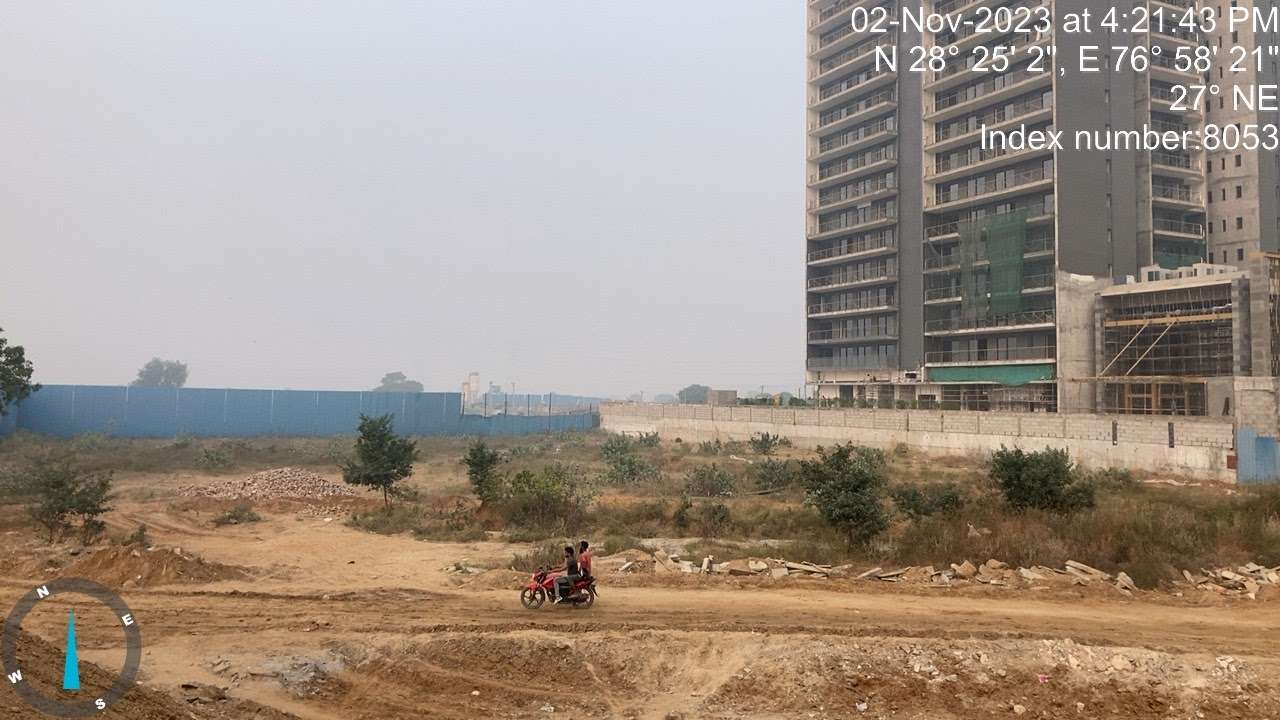 02-Nov-2023 at 4:21:43 PM
N 28° 25' 2", E 76° 58' 21"
27° NE
Index number:8053
N
E
W
S